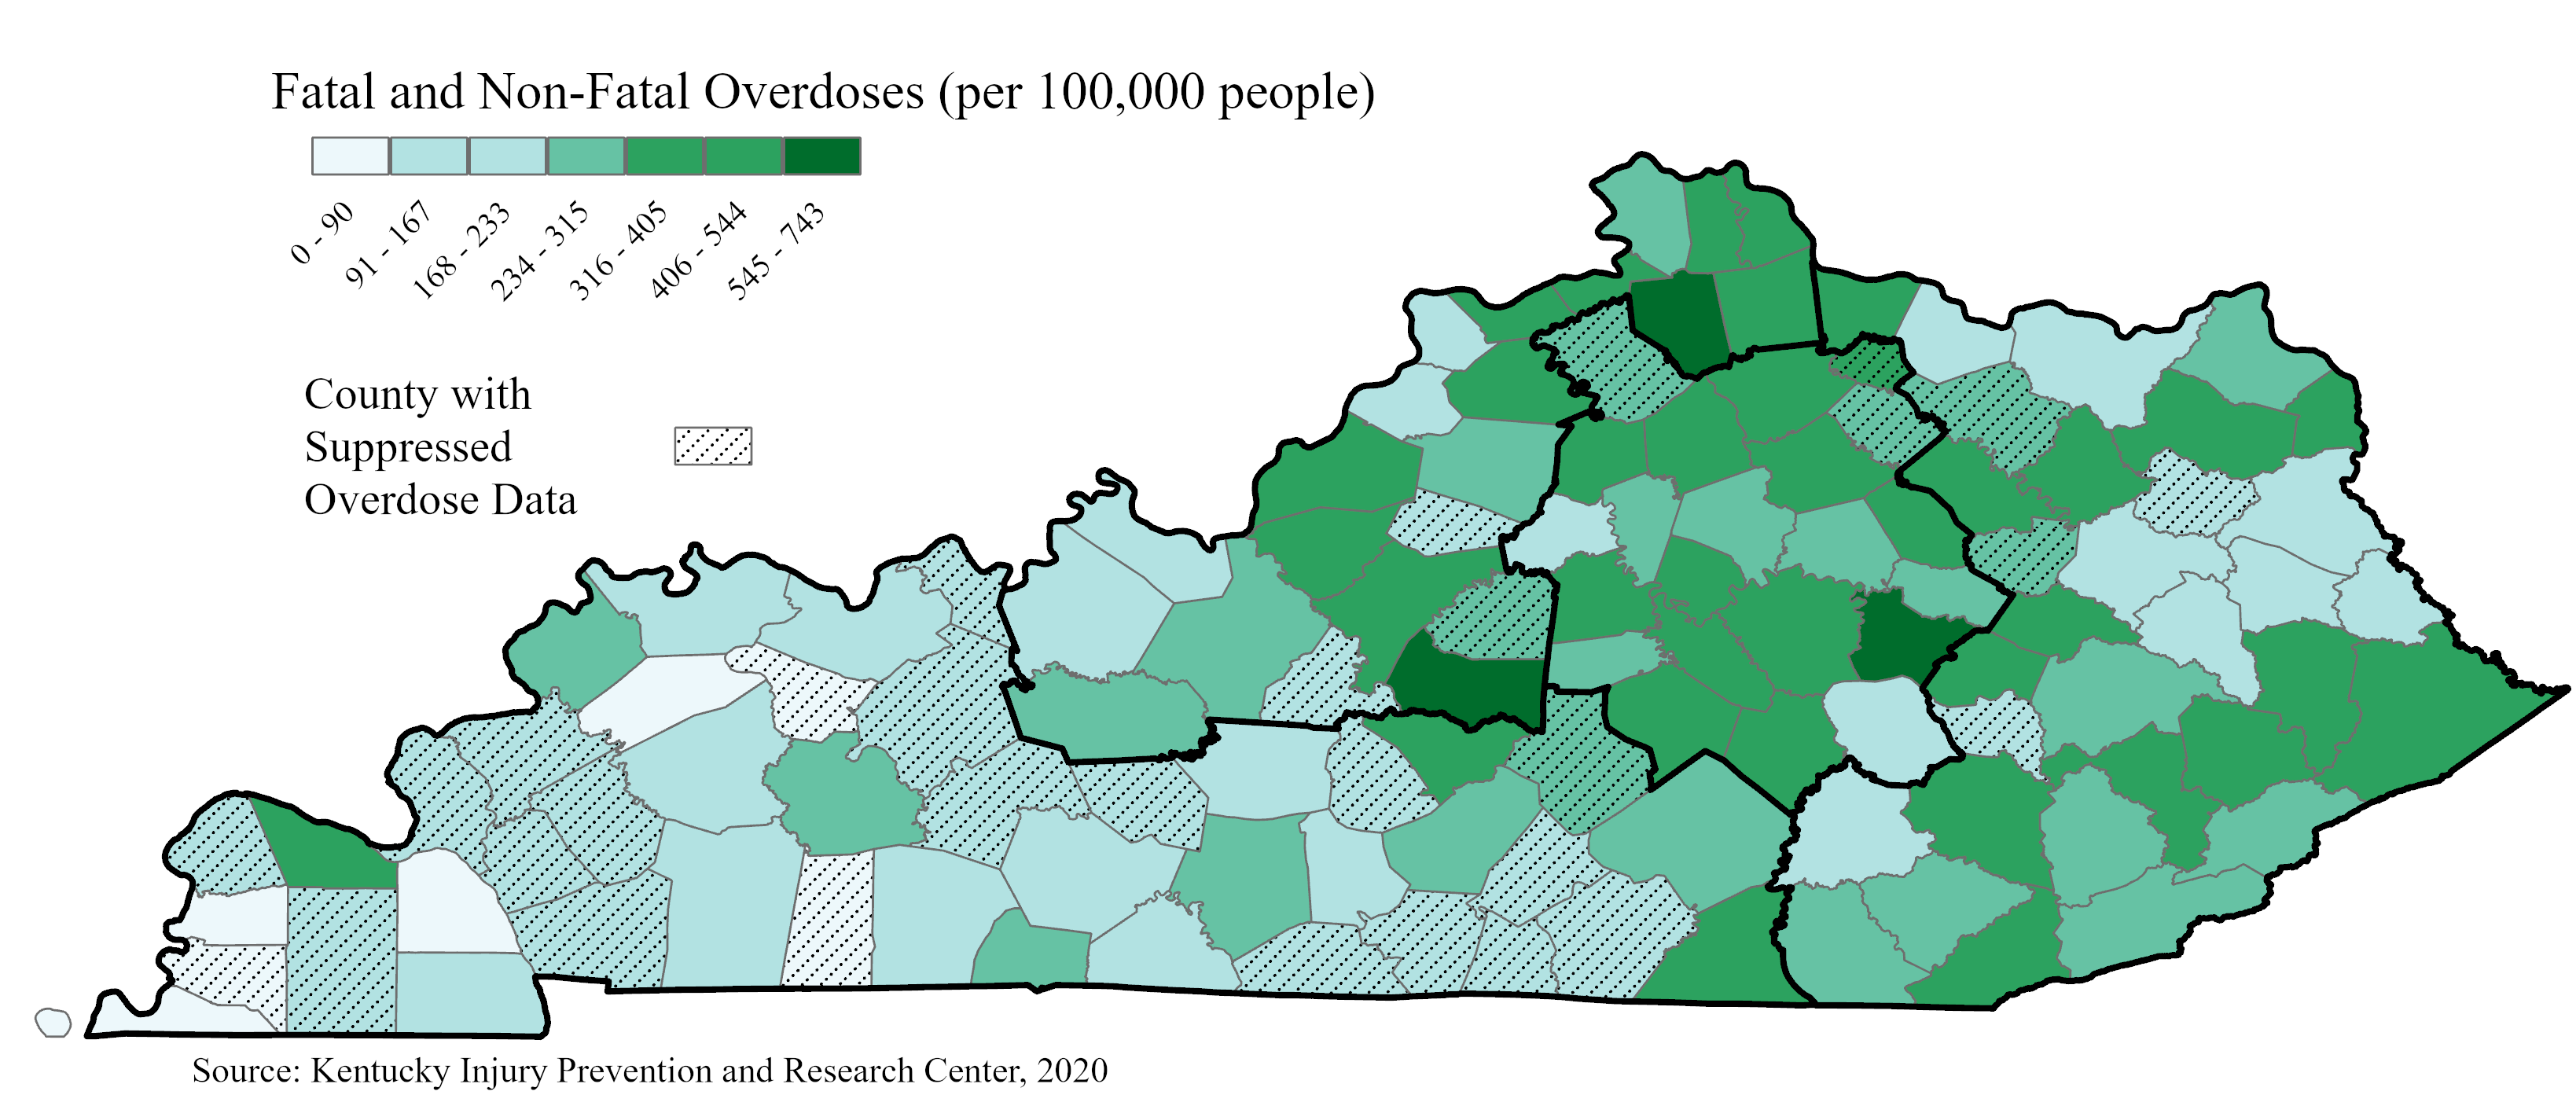 Fatal and Non-Fatal Overdoses (per 100,000 people)
0 - 90
91 - 167
168 - 233
234 - 315
316 - 405
406 - 544
545 - 743
County with
Suppressed
Overdose Data
Source: Kentucky Injury Prevention and Research Center, 2020